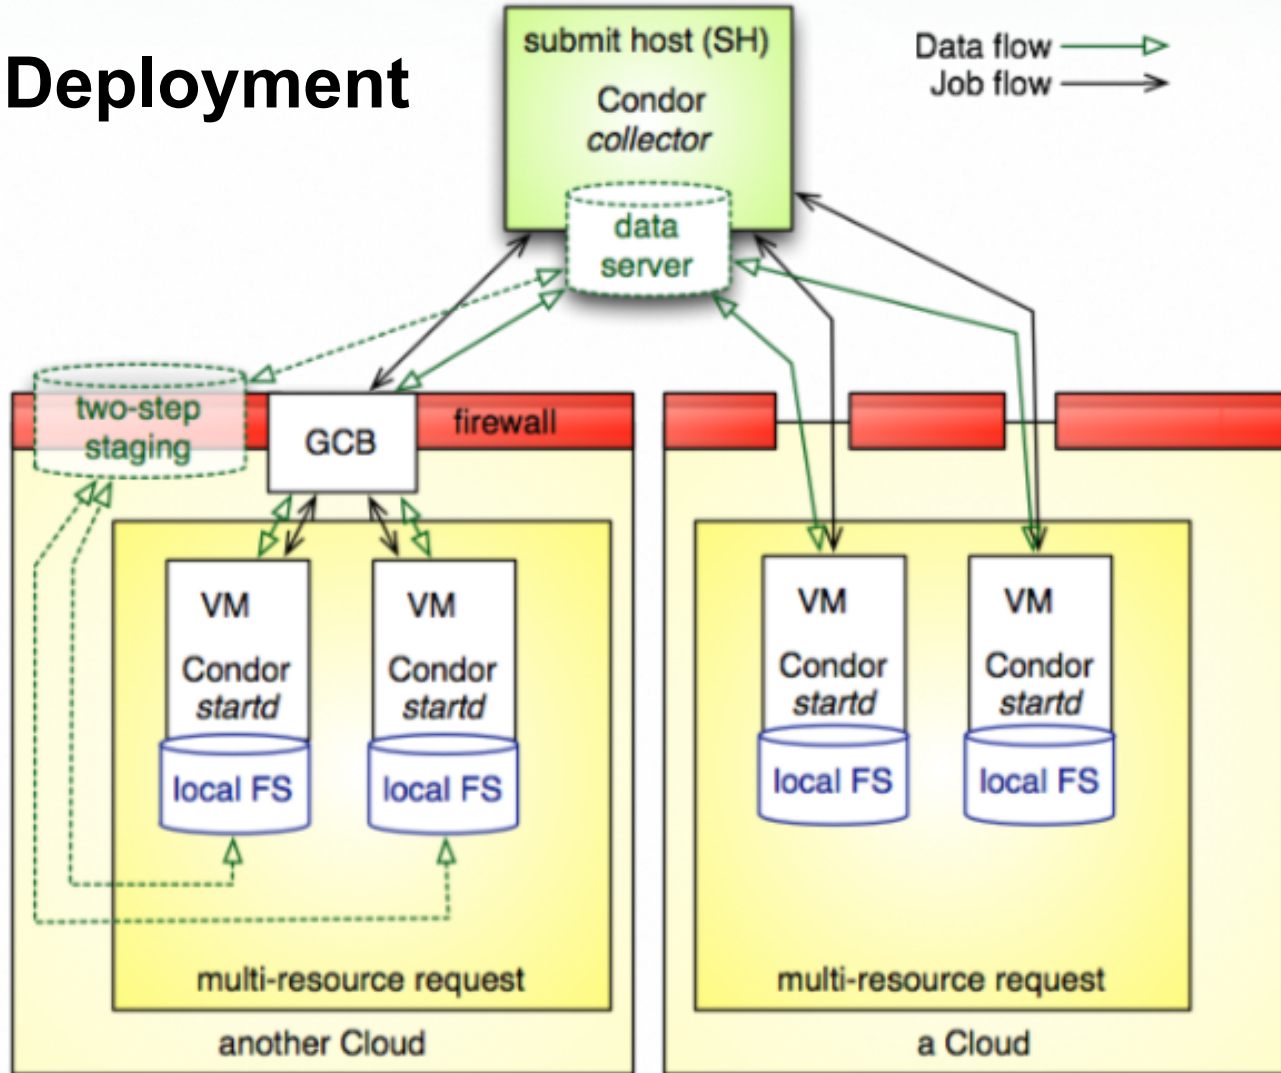 Deployment
submit host (SH)
Condor
collector
data
server
Data flow
Job flow
two-step
staging
GCB
firewall
VM
Condor
startd
local FS
VM
Condor
startd
local FS
multi-resource request
another Cloud
VM
Condor
startd
local FS
VM
Condor
startd
local FS
multi-resource request
a Cloud